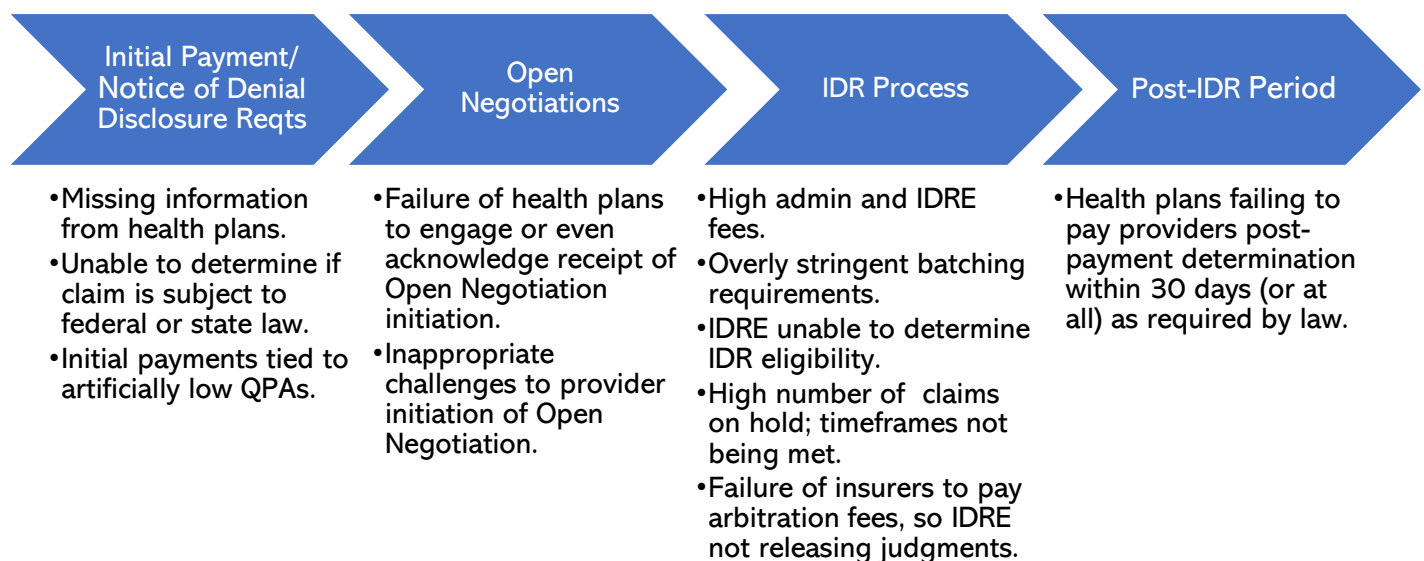 Initial Payment/
Notice of Denial
Disclosure Reqts
Open
Negotiations
IDR Process
Post-IDR Period
•Missing information
from health plans.
•Unable to determine if
claim is subject to
federal or state law.
•Initial payments tied to
artificially low QPAs.
•Failure of health plans
to engage or even
acknowledge receipt of
Open Negotiation
initiation.
•Inappropriate
challenges to provider
initiation of Open
Negotiation.
•High admin and IDRE
fees.
•Overly stringent batching
requirements.
•IDRE unable to determine
IDR eligibility.
•High number of  claims
on hold; timeframes not
being met.
•Failure of insurers to pay
arbitration fees, so IDRE
not releasing judgments.
•Health plans failing to
pay providers post-
payment determination
within 30 days (or at
all) as required by law.